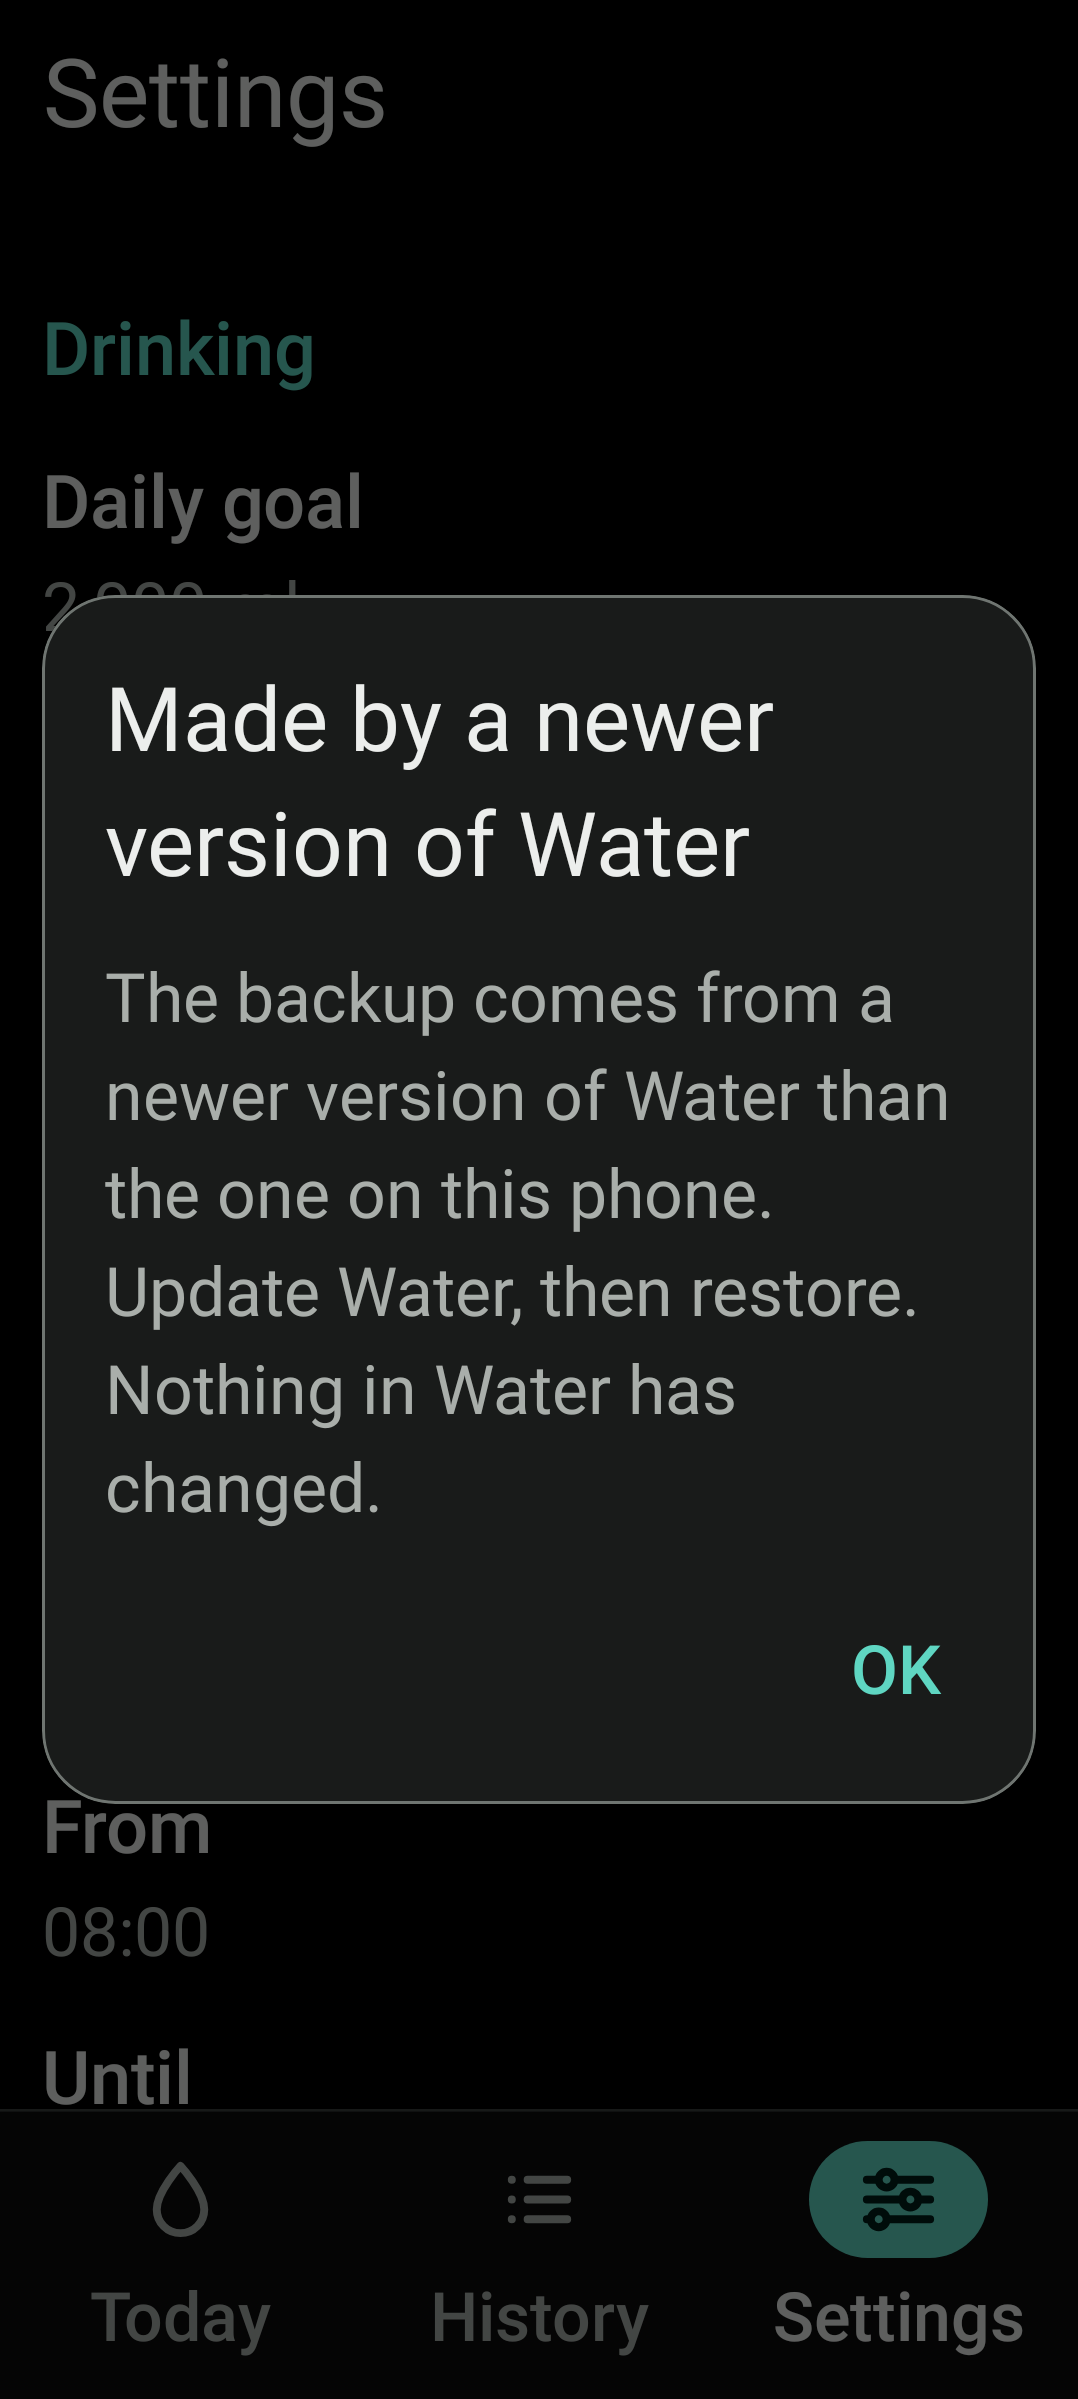 Settings
Drinking
Daily goal
Made by a newer
version of Water
The backup comes from a
newer version of Water than
the one on this phone.
Update Water, then restore.
Nothing in Water has
changed.
OK
From
08:00
Until
Today
History
Settings